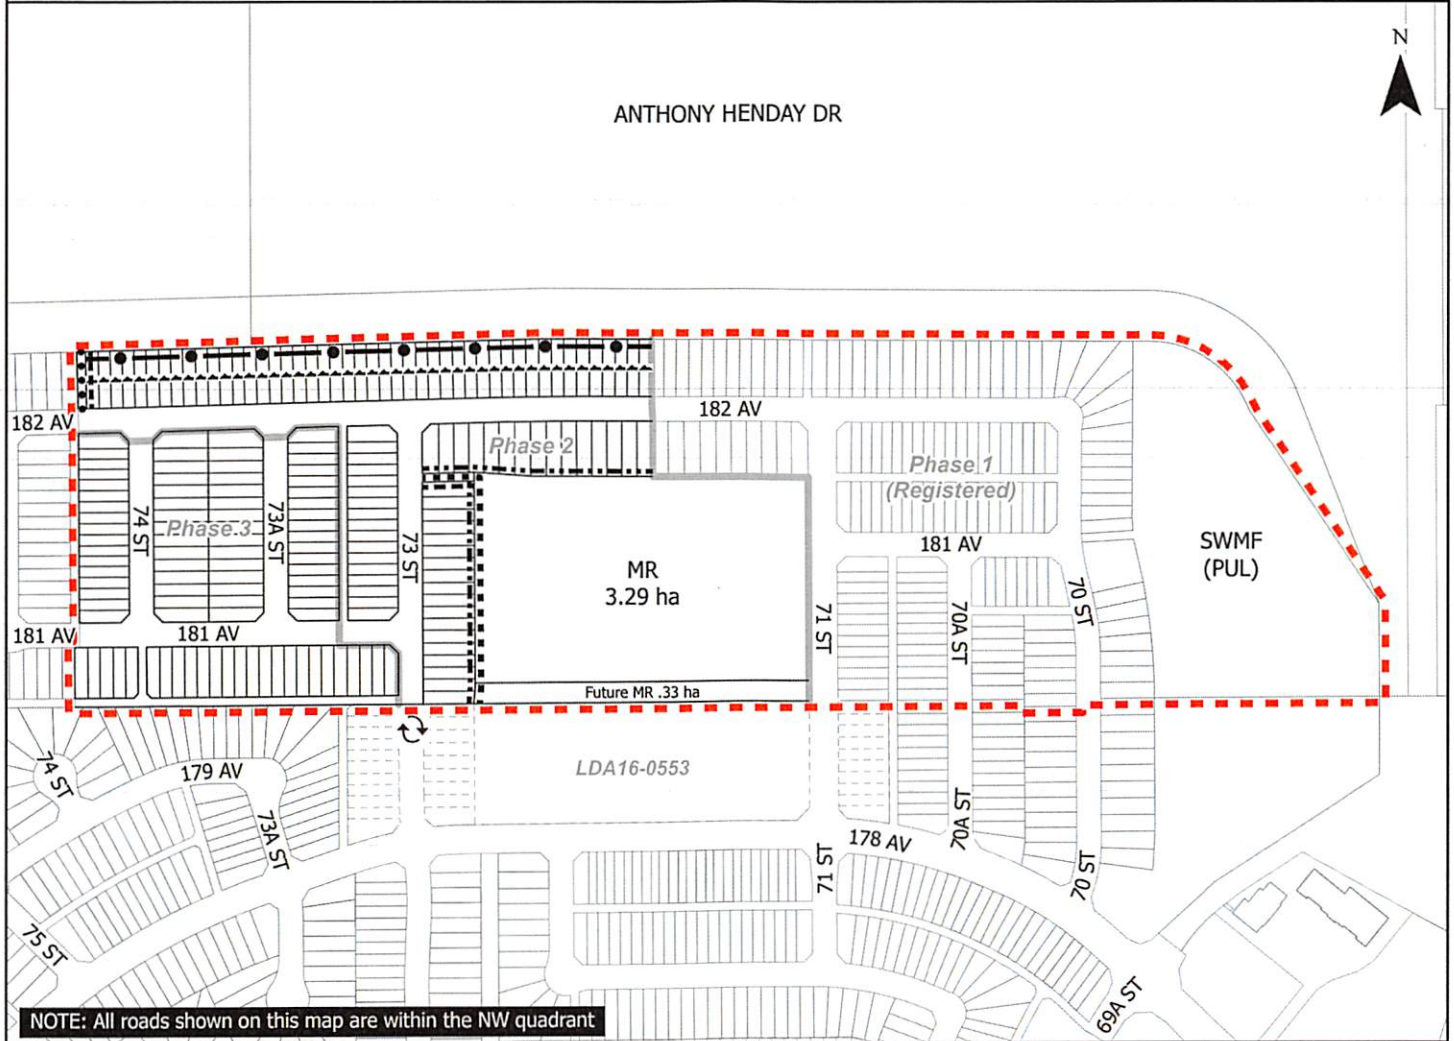 N
ANTHONY HENDAY DR
182 AV
182 AV
Phase 2
Phase 1
(Registered)
74 ST
Phase 3
73A ST
73 ST
181 AV
SWMF
(PUL)
MR
3.29 ha
70 ST
71 ST
70A ST
181 AV
181 AV
Future MR .33 ha
LDA16-0553
74 ST
179 AV
73A ST
178 AV
70A ST
71 ST
70 ST
75 ST
69A ST
NOTE: All roads shown on this map are within the NW quadrant